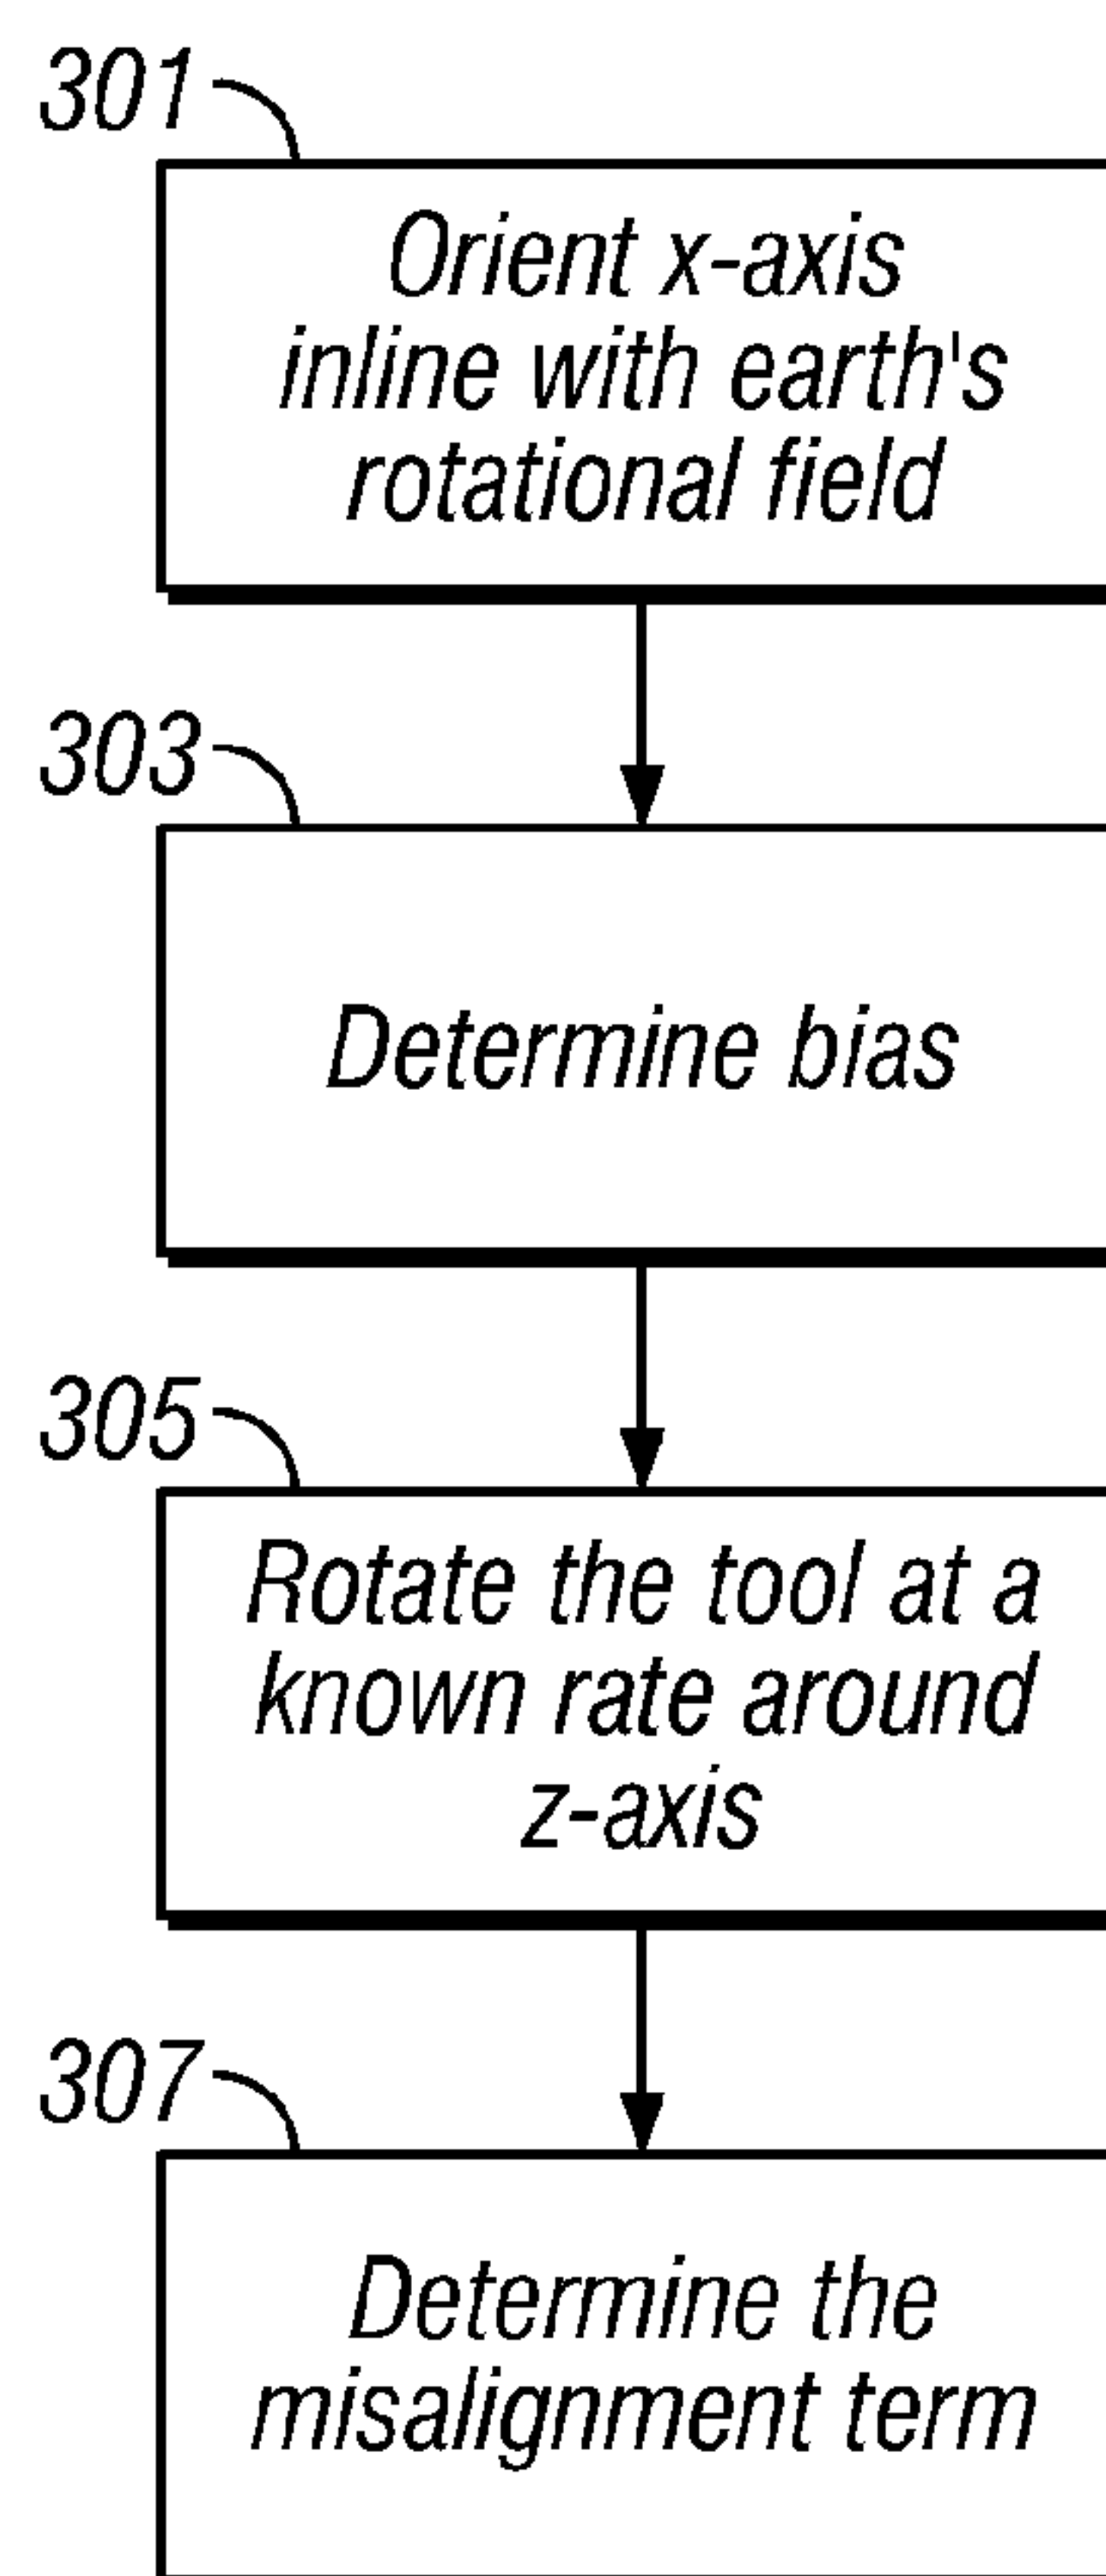 301
Orient x-axis
inline with earth's
rotational field
303
Determine bias
305
Rotate the tool at a
known rate around
z-axis
307
Determine the
misalignment term